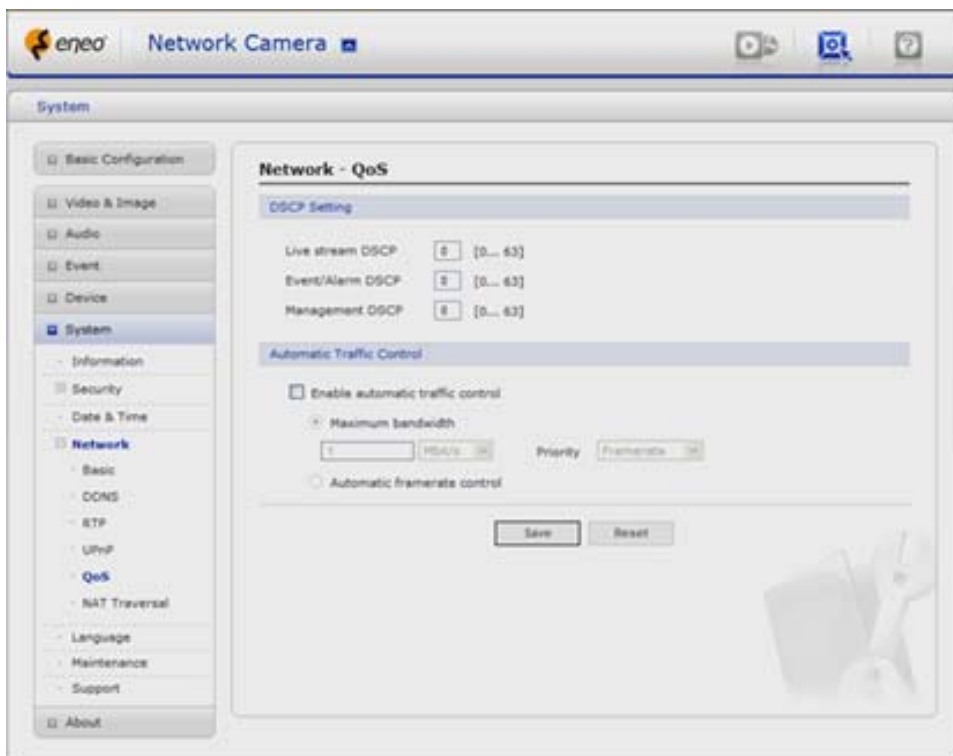 eneo
Network Camera
System
Basic Configuration
Video & Image
Audio
Event
Device
System
Information
Security
Date & Time
Network
Basic
DDNS
RTP
UPnP
QoS
NAT Traversal
Language
Maintenance
Support
About
Network - QoS
DSCP Setting
Live stream DSCP 0 [0... 63]
Event/Alarm DSCP 0 [0... 63]
Management DSCP 0 [0... 63]
Automatic Traffic Control
Enable automatic traffic control
Maximum bandwidth
1 Mbit/s Priority Framerate
Automatic framerate control
Save Reset